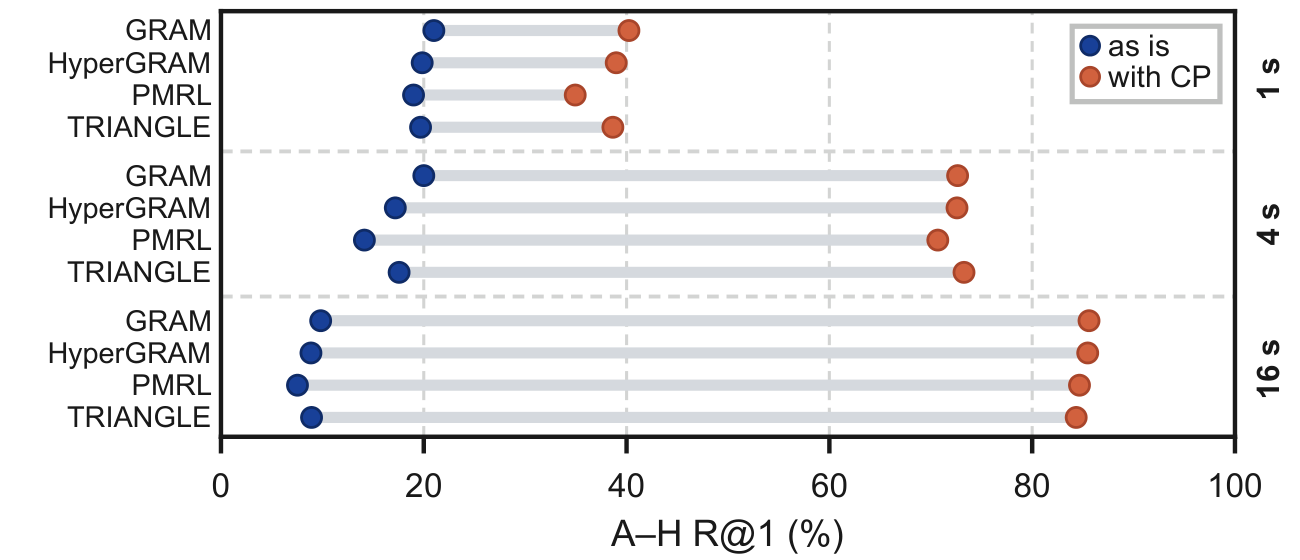 GRAM
HyperGRAM
PMRL
TRIANGLE
1 s
as is
with CP
GRAM
HyperGRAM
PMRL
TRIANGLE
4 s
GRAM
HyperGRAM
PMRL
TRIANGLE
16 s
0 20 40 60 80 100
A–H R@1 (%)